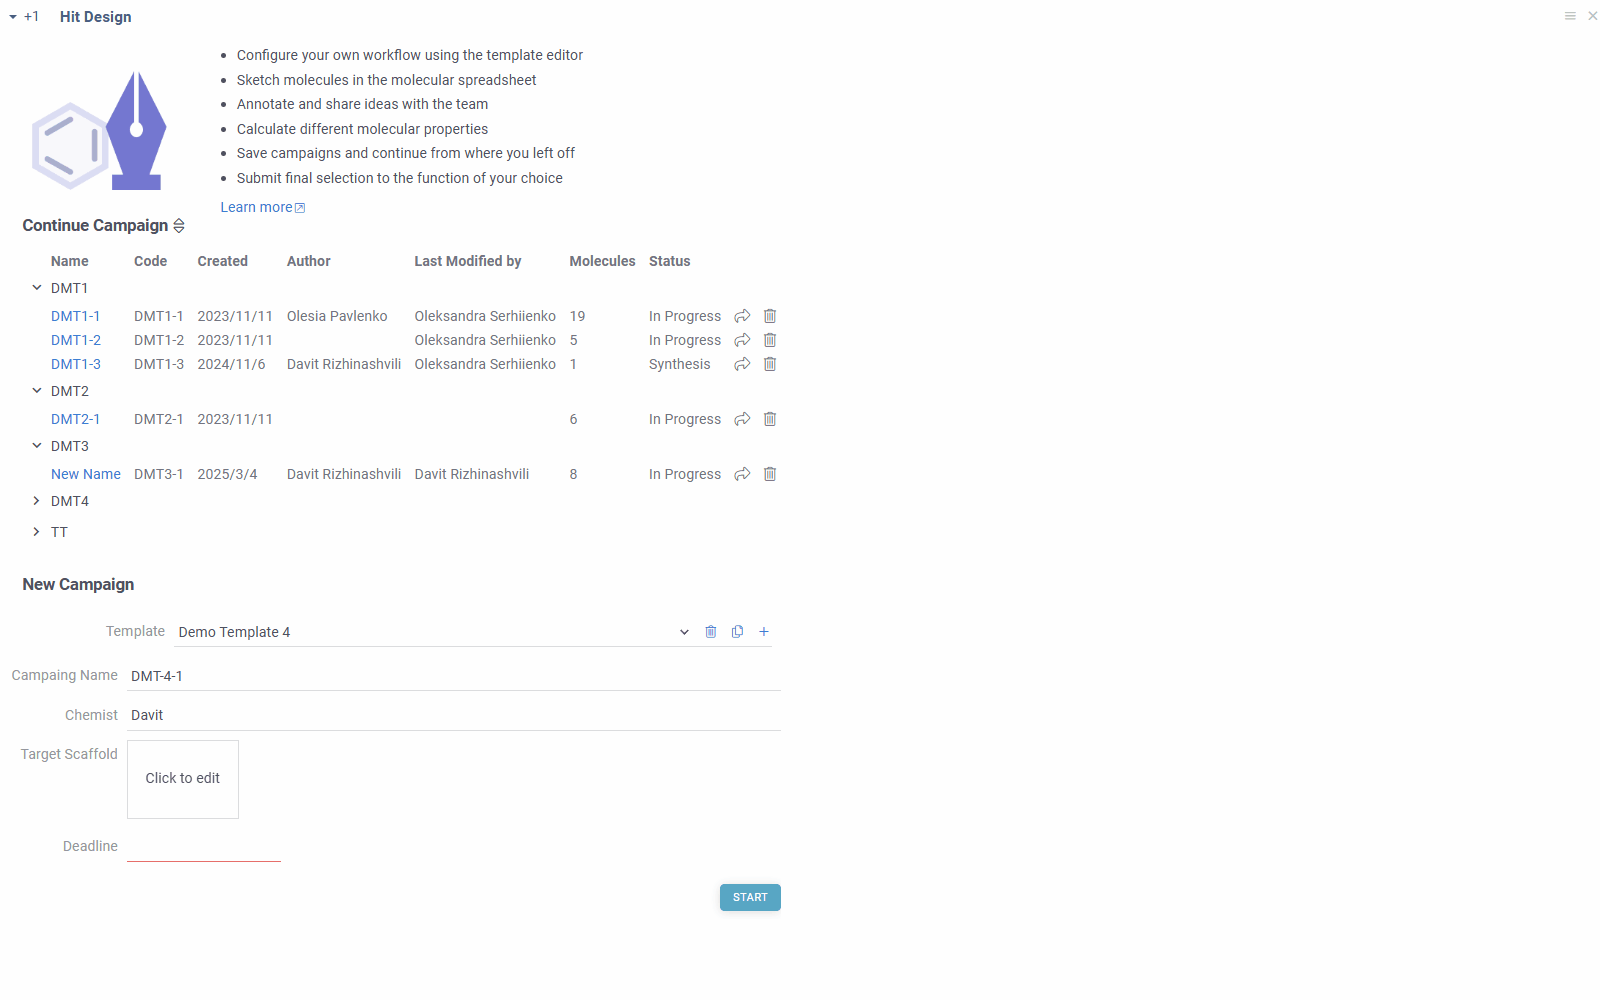 +1 Hit Design
Configure your own workflow using the template editor
Sketch molecules in the molecular spreadsheet
Annotate and share ideas with the team
Calculate different molecular properties
Save campaigns and continue from where you left off
Submit final selection to the function of your choice
Learn more
Continue Campaign
Name Code Created Author Last Modified by Molecules Status
DMT1
DMT1-1 DMT1-1 2023/11/11 Olesia Pavlenko Oleksandra Serhiienko 19 In Progress
DMT1-2 DMT1-2 2023/11/11 Oleksandra Serhiienko 5 In Progress
DMT1-3 DMT1-3 2024/11/6 Davit Rizhinashvili Oleksandra Serhiienko 1 Synthesis
DMT2
DMT2-1 DMT2-1 2023/11/11 6 In Progress
DMT3
New Name DMT3-1 2025/3/4 Davit Rizhinashvili Davit Rizhinashvili 8 In Progress
DMT4
TT
New Campaign
Template Demo Template 4
Campaing Name DMT-4-1
Chemist Davit
Target Scaffold Click to edit
Deadline
START